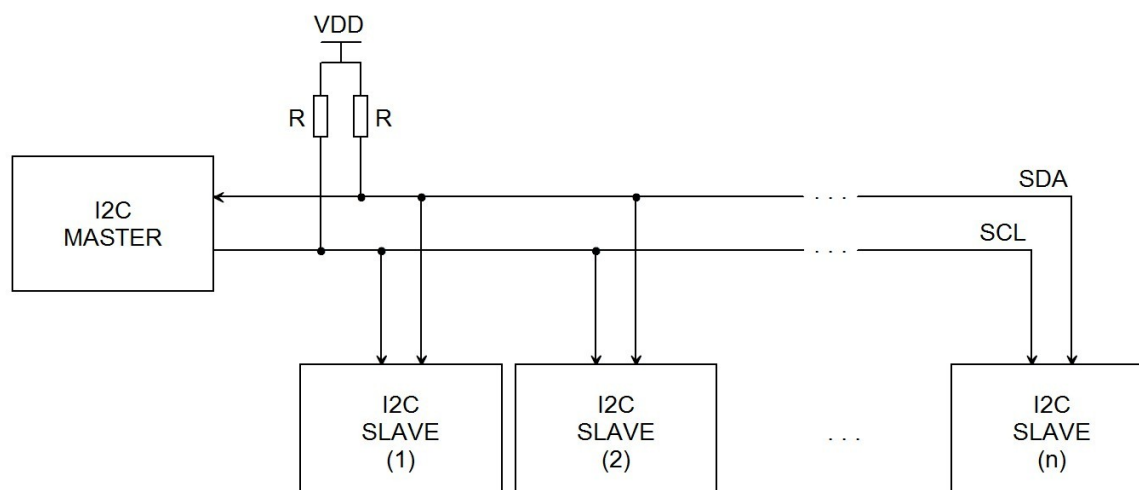 VDD
R
R
I2C
MASTER
SDA
. . .
SCL
. . .
I2C
SLAVE
(1)
I2C
SLAVE
(2)
. . .
I2C
SLAVE
(n)